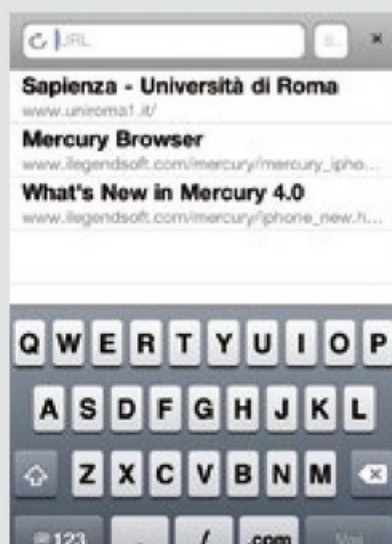 URL
S...
Sapienza - Università di Roma
www.uniroma1.it/
Mercury Browser
www.ilegendsoft.com/mercury/mercury_ipho...
What's New in Mercury 4.0
www.ilegendsoft.com/mercury/iphone_new.h...
Q W E R T Y U I O P
A S D F G H J K L
Z X C V B N M
123 . / .com Vai